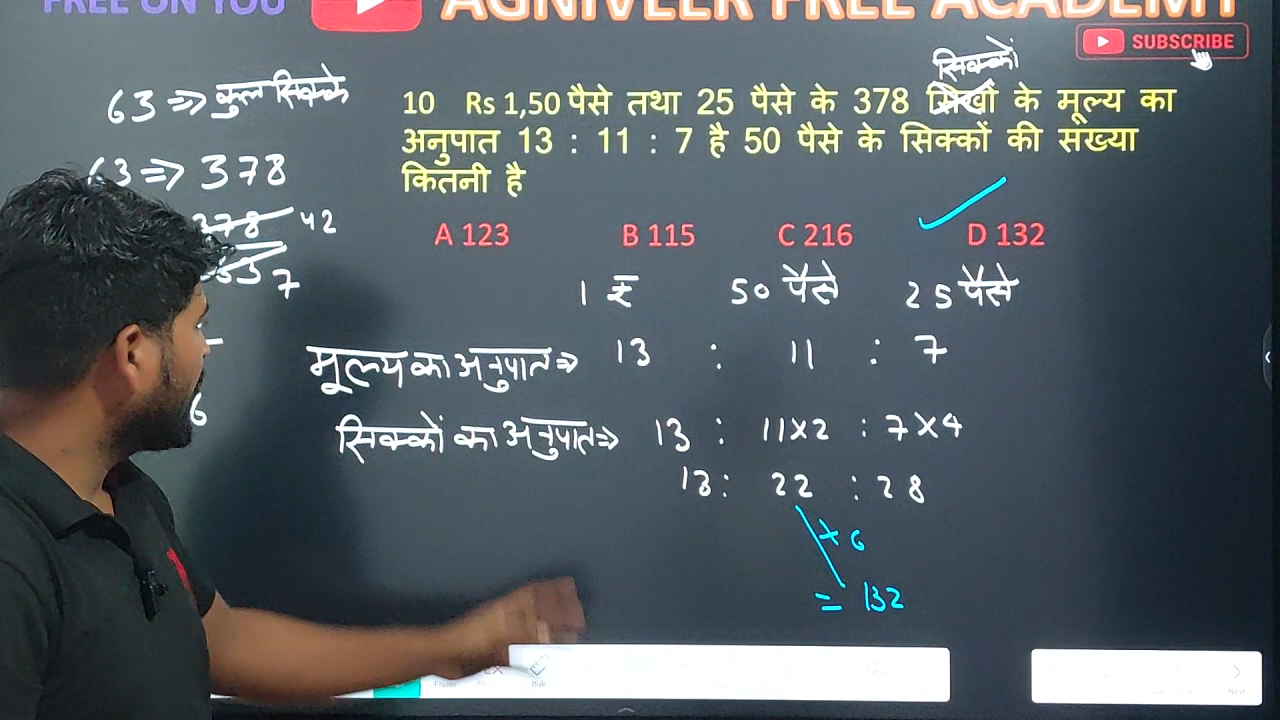 FREE ON YOU
AGNIVEER FREE ACADEMY
SUBSCRIBE
सिक्कों
10 Rs 1,50 पैसे तथा 25 पैसे के 378 सिखों के मूल्य का
अनुपात 13 : 11 : 7 है 50 पैसे के सिक्कों की संख्या
कितनी है
A 123 B 115 C 216 D 132
63 ⇒ कुल सिक्के
63 ⇒ 378
378 42
7
6
1 ₹ 50 पैसे 25 पैसे
मूल्य का अनुपात ⇒ 13 : 11 : 7
सिक्कों का अनुपात ⇒ 13 : 11×2 : 7×4
13 : 22 : 28
× 6
= 132